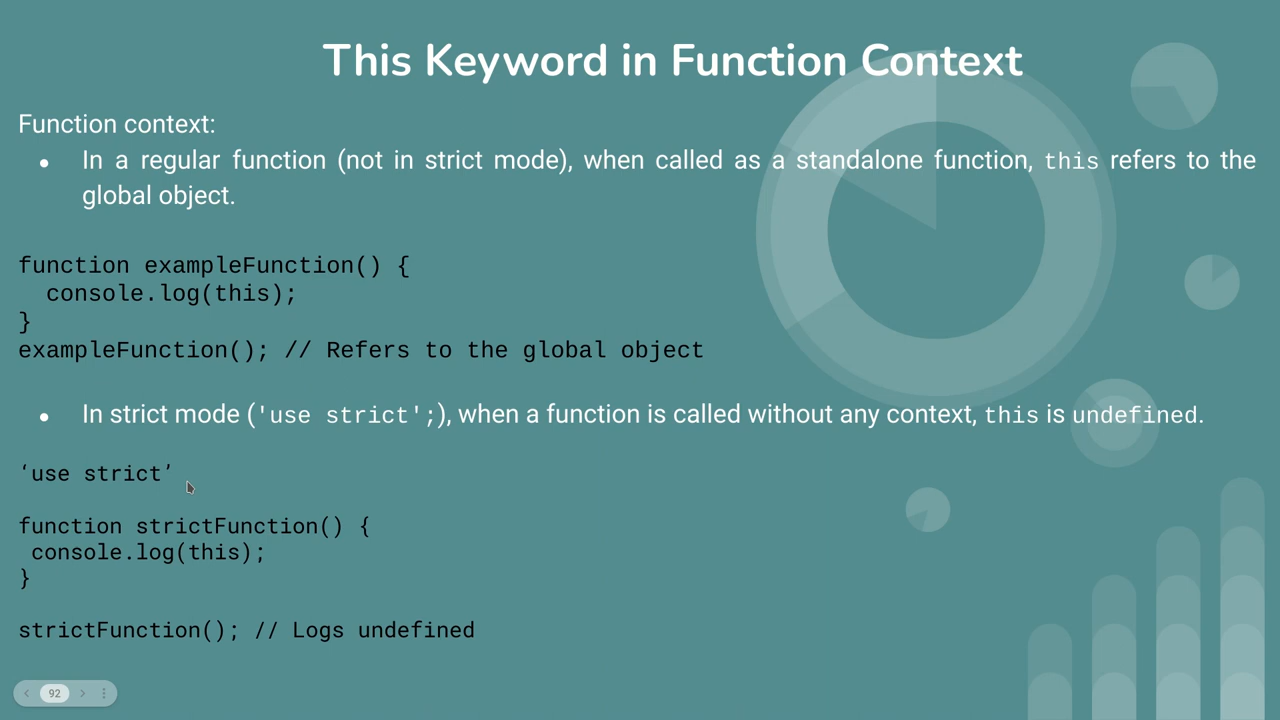 This Keyword in Function Context
Function context:
● In a regular function (not in strict mode), when called as a standalone function, this refers to the
global object.
function exampleFunction() {
  console.log(this);
}
exampleFunction(); // Refers to the global object
● In strict mode ('use strict';), when a function is called without any context, this is undefined.
‘use strict’
function strictFunction() {
 console.log(this);
}
strictFunction(); // Logs undefined
92